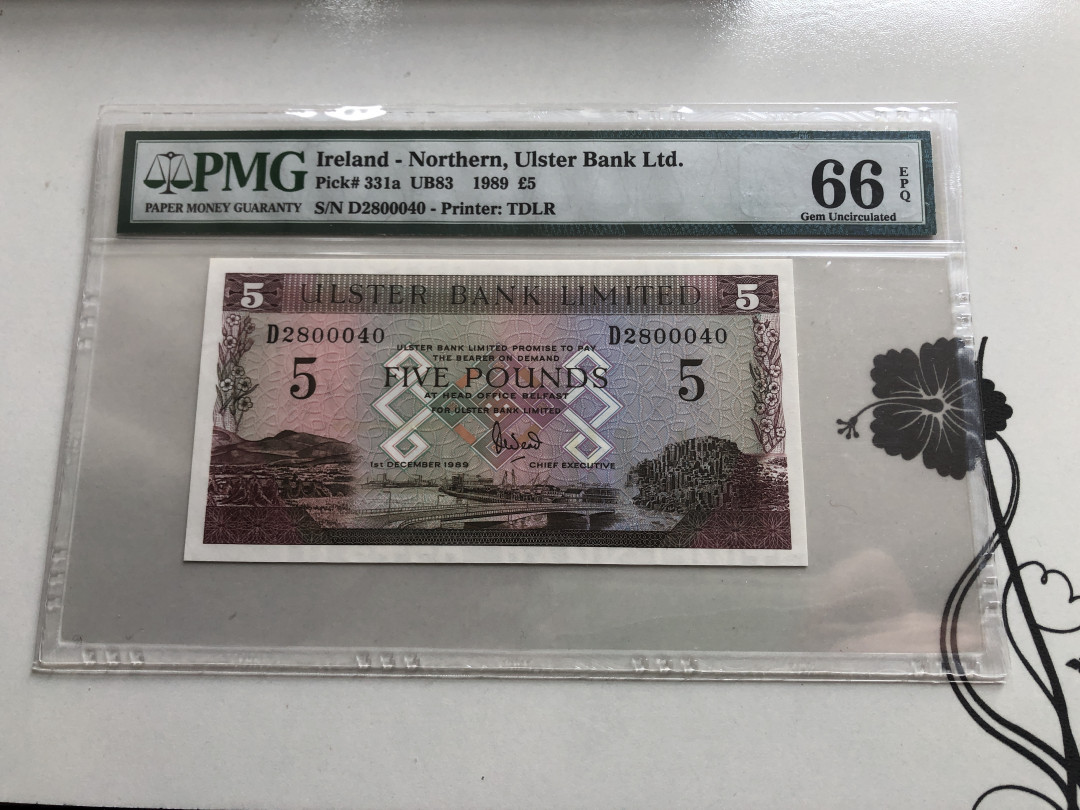 PMG
PAPER MONEY GUARANTY
Ireland - Northern, Ulster Bank Ltd.
Pick# 331a UB83 1989 £5
S/N D2800040 - Printer: TDLR
66 EPQ
Gem Uncirculated
5 ULSTER BANK LIMITED 5
D2800040 D2800040
ULSTER BANK LIMITED PROMISE TO PAY
THE BEARER ON DEMAND
5 FIVE POUNDS 5
AT HEAD OFFICE BELFAST
FOR ULSTER BANK LIMITED
1st DECEMBER 1989 CHIEF EXECUTIVE